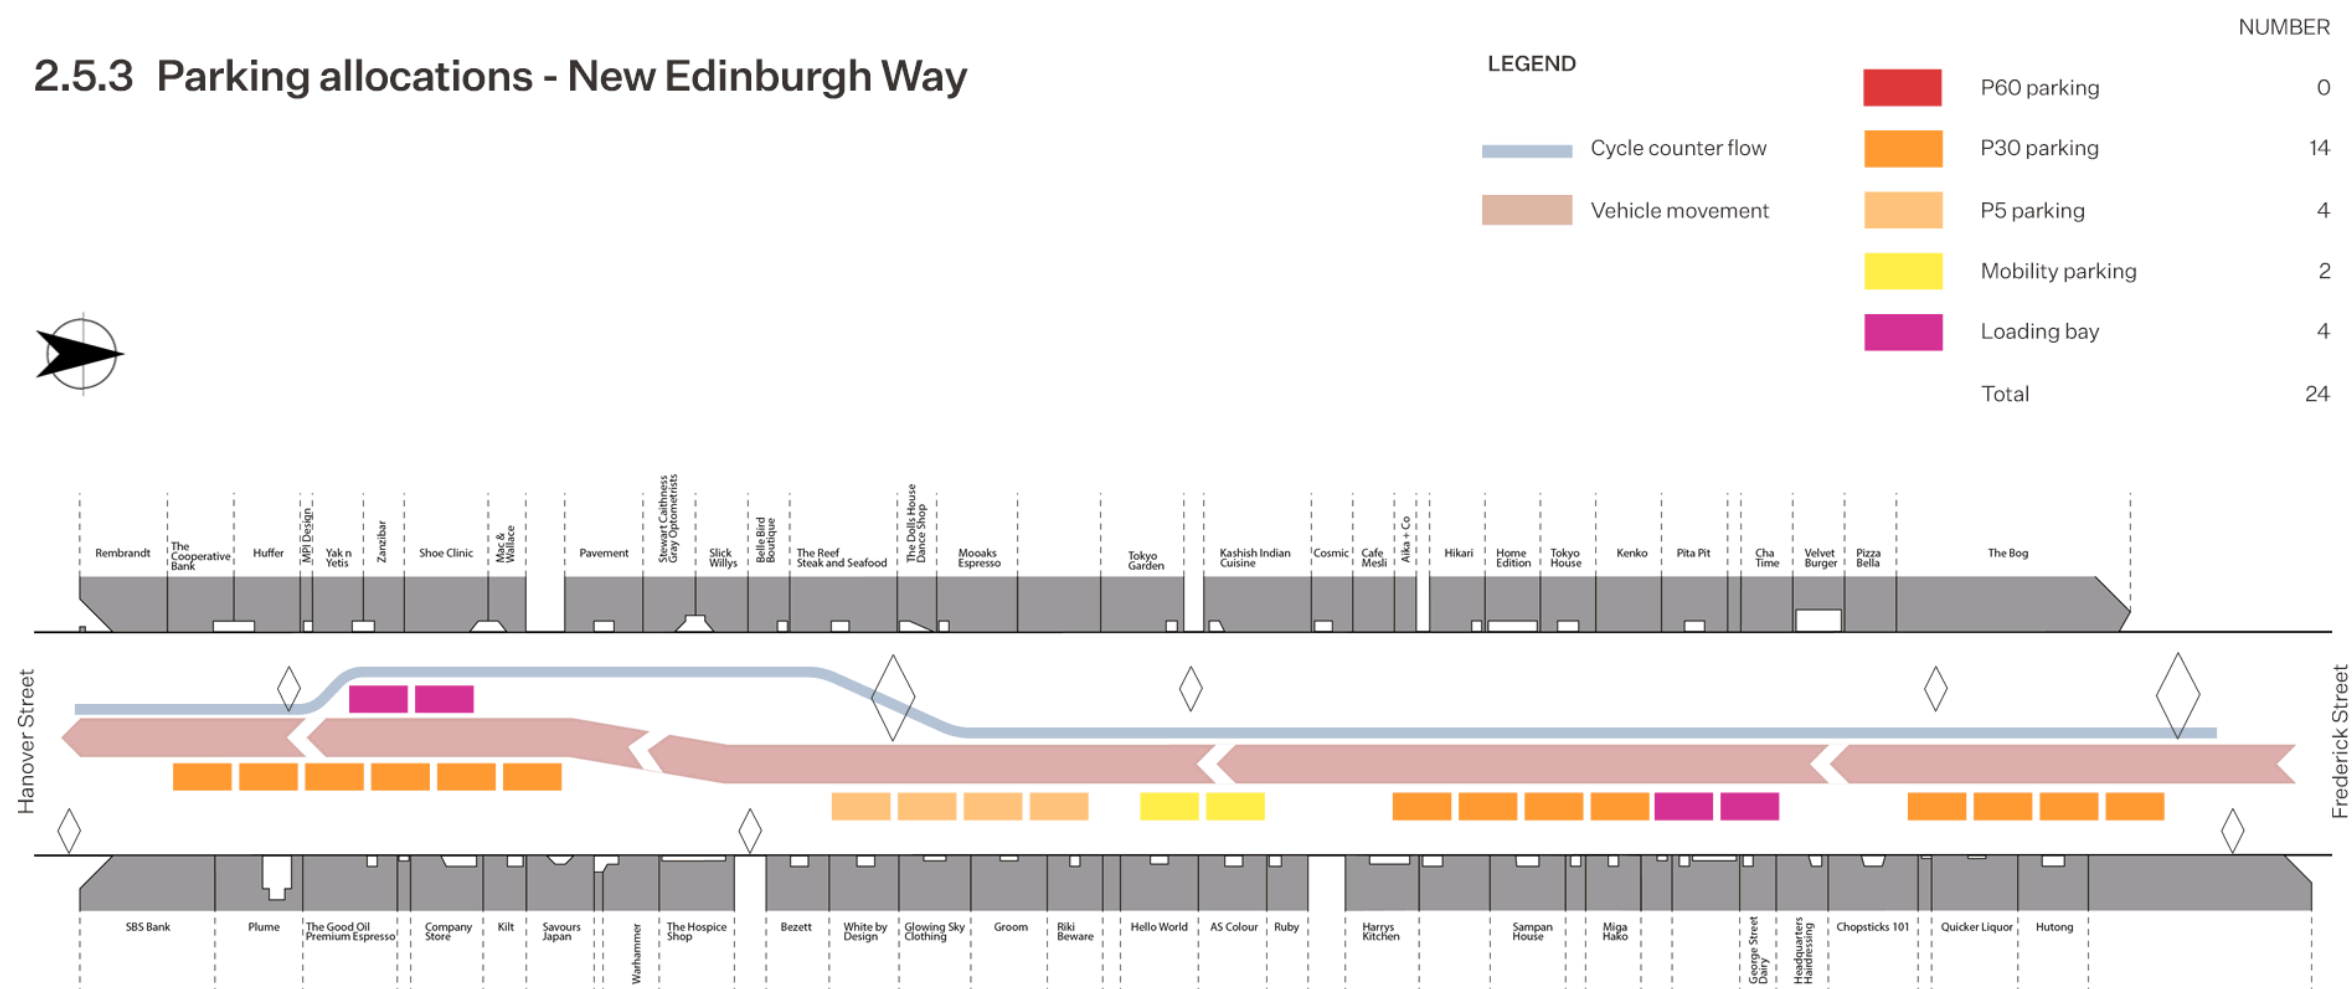 2.5.3 Parking allocations - New Edinburgh Way
LEGEND
Cycle counter flow
Vehicle movement
NUMBER
P60 parking 0
P30 parking 14
P5 parking 4
Mobility parking 2
Loading bay 4
Total 24
Rembrandt
The
Cooperative
Bank
Huffer
MPI Design
Yak n
Yetis
Zanzibar
Shoe Clinic
Mac &
Wallace
Pavement
Stewart Caithness
Gray Optometrists
Slick
Willys
Belle Bird
Boutique
The Reef
Steak and Seafood
The Dolls House
Dance Shop
Mooaks
Espresso
Tokyo
Garden
Kashish Indian
Cuisine
Cosmic
Cafe
Mesli
Aika + Co
Hikari
Home
Edition
Tokyo
House
Kenko
Pita Pit
Cha
Time
Velvet
Burger
Pizza
Bella
The Bog
Hanover Street
Frederick Street
SBS Bank
Plume
The Good Oil
Premium Espresso
Company
Store
Kilt
Savours
Japan
Warhammer
The Hospice
Shop
Bezett
White by
Design
Glowing Sky
Clothing
Groom
Riki
Beware
Hello World
AS Colour
Ruby
Harrys
Kitchen
Sampan
House
Miga
Hako
George Street
Dairy
Headquarters
Hairdressing
Chopsticks 101
Quicker Liquor
Hutong